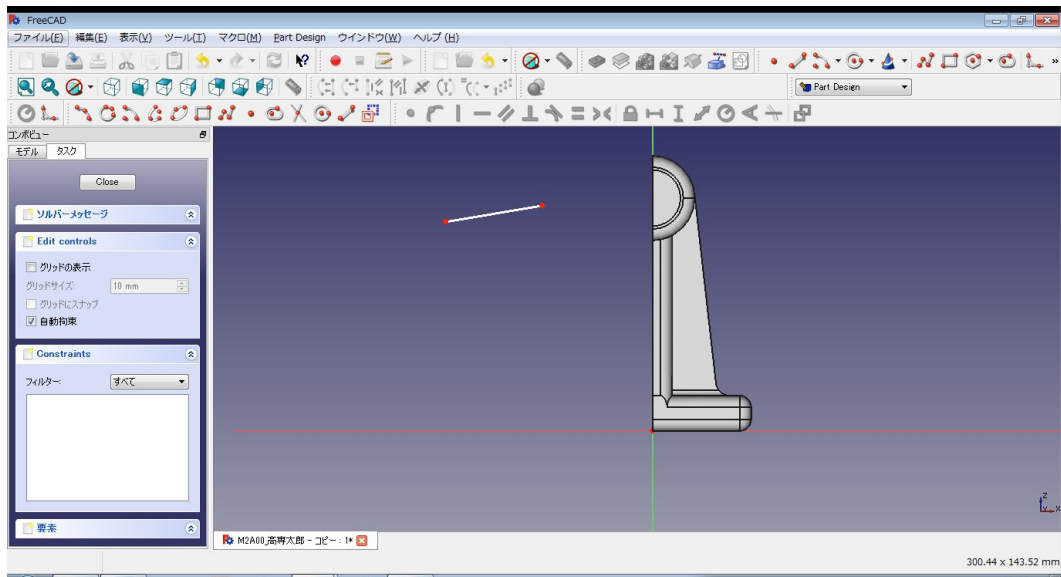 FreeCAD
ファイル(F) 編集(E) 表示(V) ツール(T) マクロ(M) Part Design ウインドウ(W) ヘルプ(H)
Part Design
コンボビュー
モデル タスク
Close
ソルバーメッセージ
Edit controls
グリッドの表示
グリッドサイズ: 10 mm
グリッドにスナップ
自動拘束
Constraints
フィルター: すべて
要素
M2A00_高専太郎 - コピー : 1*
z
y x
300.44 x 143.52 mm